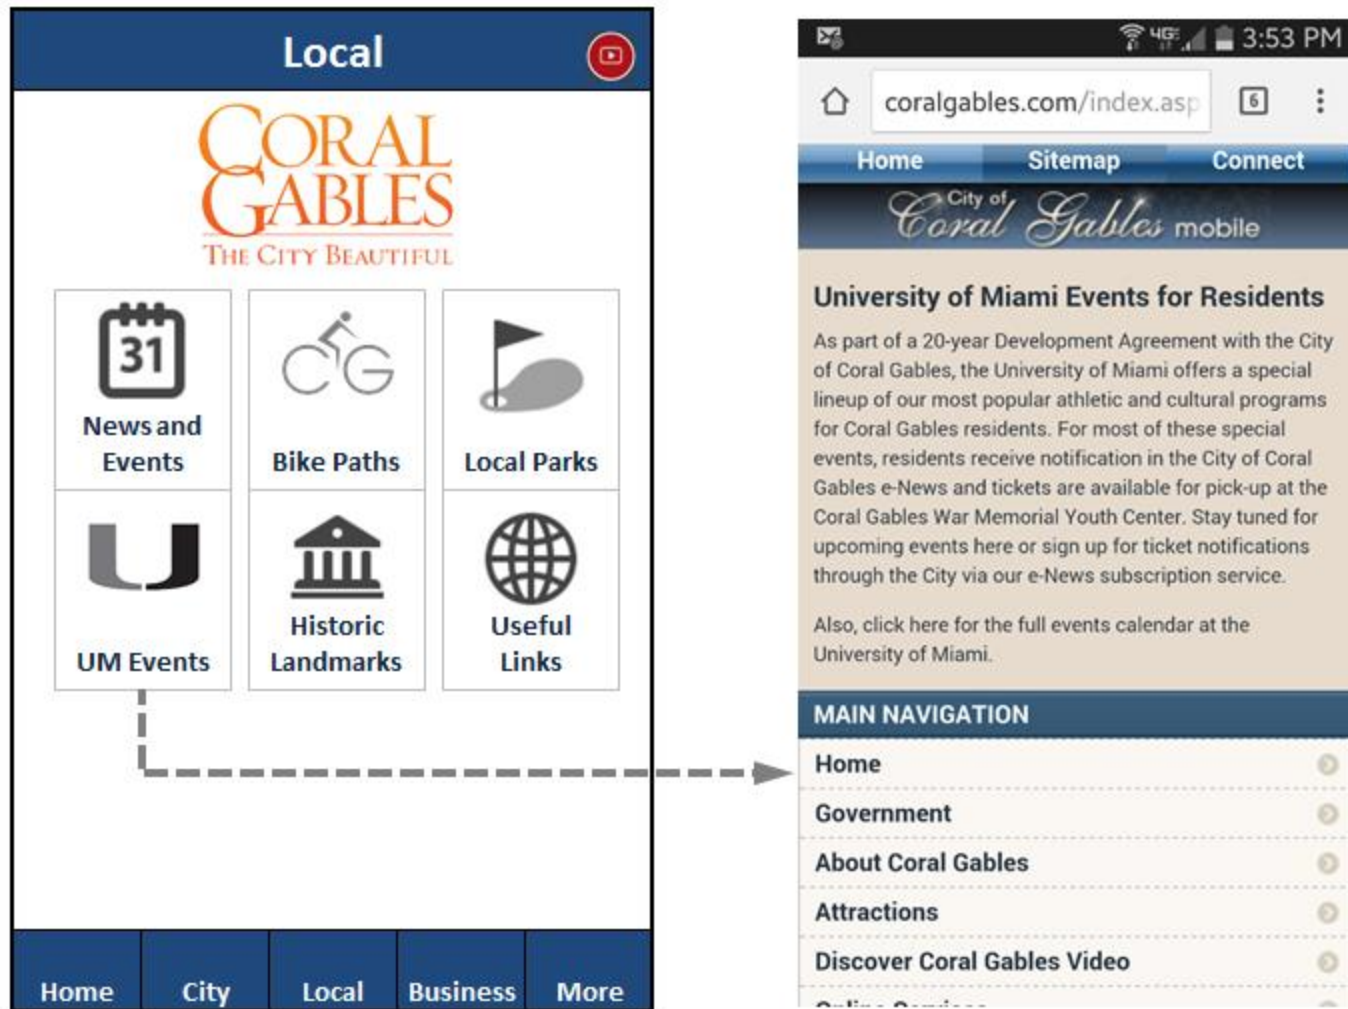 Local
CORAL
GABLES
THE CITY BEAUTIFUL
31
News and
Events
CG
Bike Paths
Local Parks
U
UM Events
Historic
Landmarks
Useful
Links
Home City Local Business More
4G 3:53 PM
coralgables.com/index.asp 6
Home Sitemap Connect
City of
Coral Gables mobile
University of Miami Events for Residents
As part of a 20-year Development Agreement with the City
of Coral Gables, the University of Miami offers a special
lineup of our most popular athletic and cultural programs
for Coral Gables residents. For most of these special
events, residents receive notification in the City of Coral
Gables e-News and tickets are available for pick-up at the
Coral Gables War Memorial Youth Center. Stay tuned for
upcoming events here or sign up for ticket notifications
through the City via our e-News subscription service.
Also, click here for the full events calendar at the
University of Miami.
MAIN NAVIGATION
Home
Government
About Coral Gables
Attractions
Discover Coral Gables Video